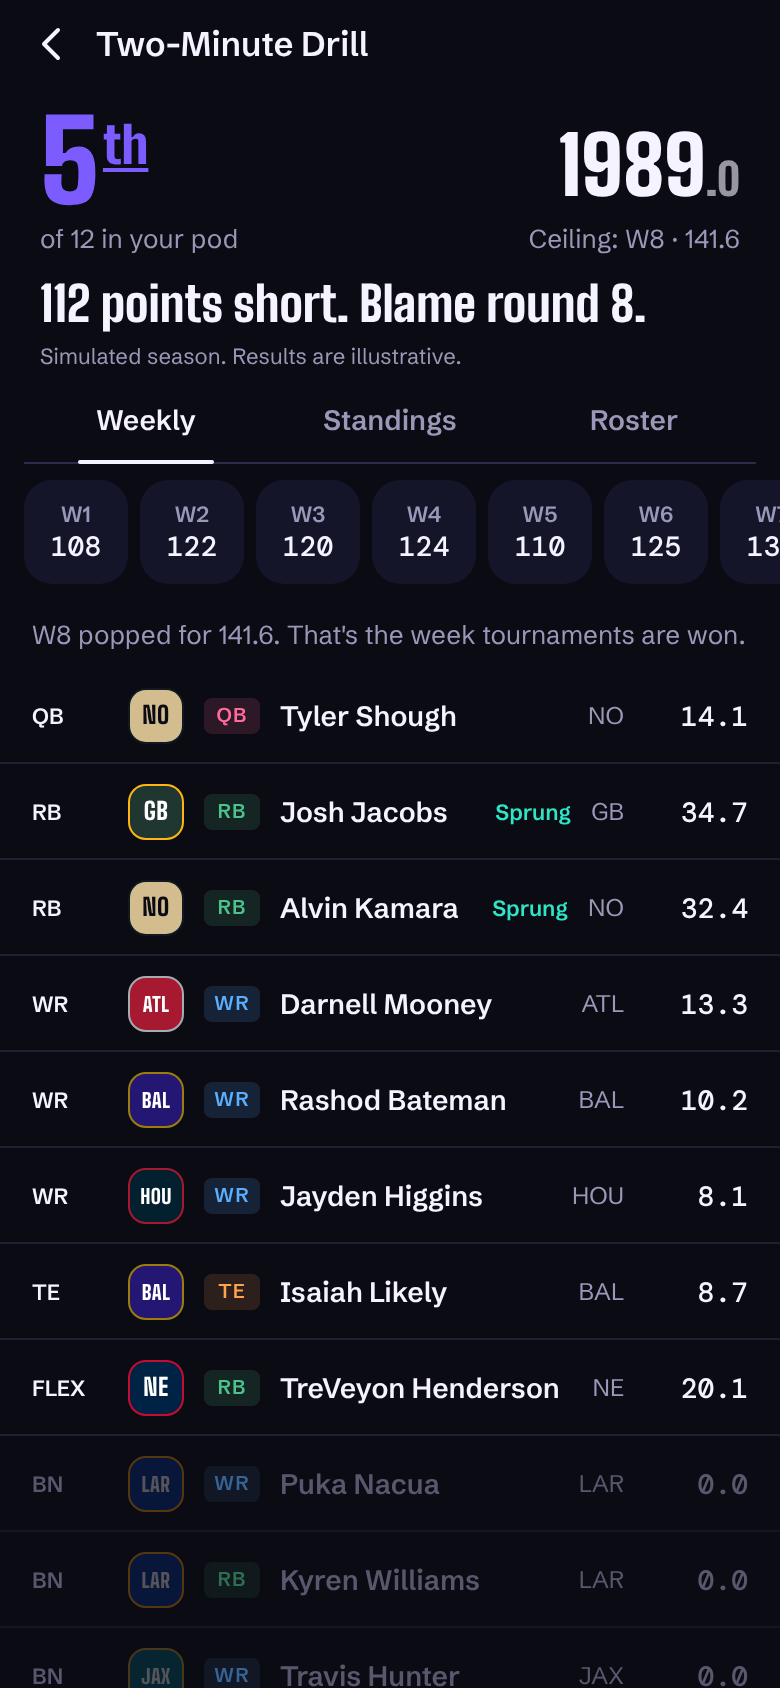 Two-Minute Drill
5th 1989.0
of 12 in your pod Ceiling: W8 · 141.6
112 points short. Blame round 8.
Simulated season. Results are illustrative.
Weekly Standings Roster
W1 W2 W3 W4 W5 W6 W7
108 122 120 124 110 125 13
W8 popped for 141.6. That's the week tournaments are won.
QB NO QB Tyler Shough NO 14.1
RB GB RB Josh Jacobs Sprung GB 34.7
RB NO RB Alvin Kamara Sprung NO 32.4
WR ATL WR Darnell Mooney ATL 13.3
WR BAL WR Rashod Bateman BAL 10.2
WR HOU WR Jayden Higgins HOU 8.1
TE BAL TE Isaiah Likely BAL 8.7
FLEX NE RB TreVeyon Henderson NE 20.1
BN LAR WR Puka Nacua LAR 0.0
BN LAR RB Kyren Williams LAR 0.0
BN JAX WR Travis Hunter JAX 0.0